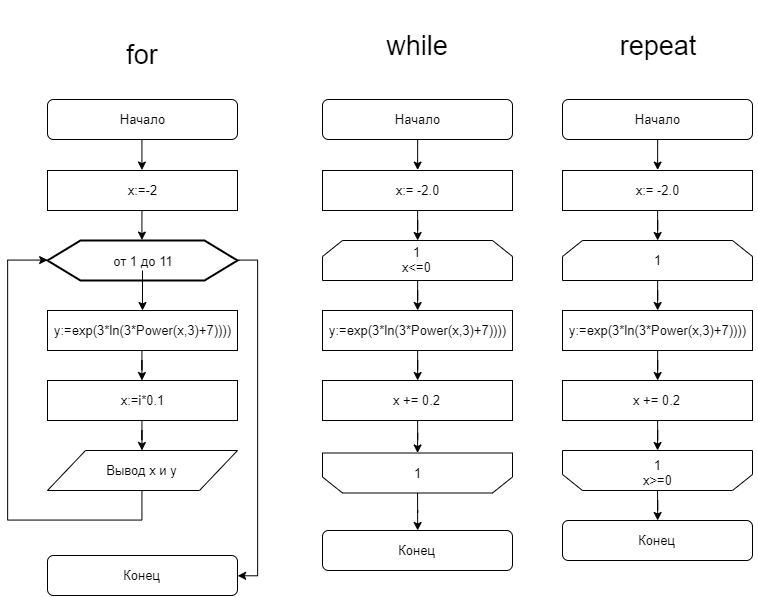 for
Начало
x:=-2
от 1 до 11
y:=exp(3*ln(3*Power(x,3)+7))))
x:=i*0.1
Вывод x и y
Конец
while
Начало
x:= -2.0
1
x<=0
y:=exp(3*ln(3*Power(x,3)+7))))
x += 0.2
1
Конец
repeat
Начало
x:= -2.0
1
y:=exp(3*ln(3*Power(x,3)+7))))
x += 0.2
1
x>=0
Конец